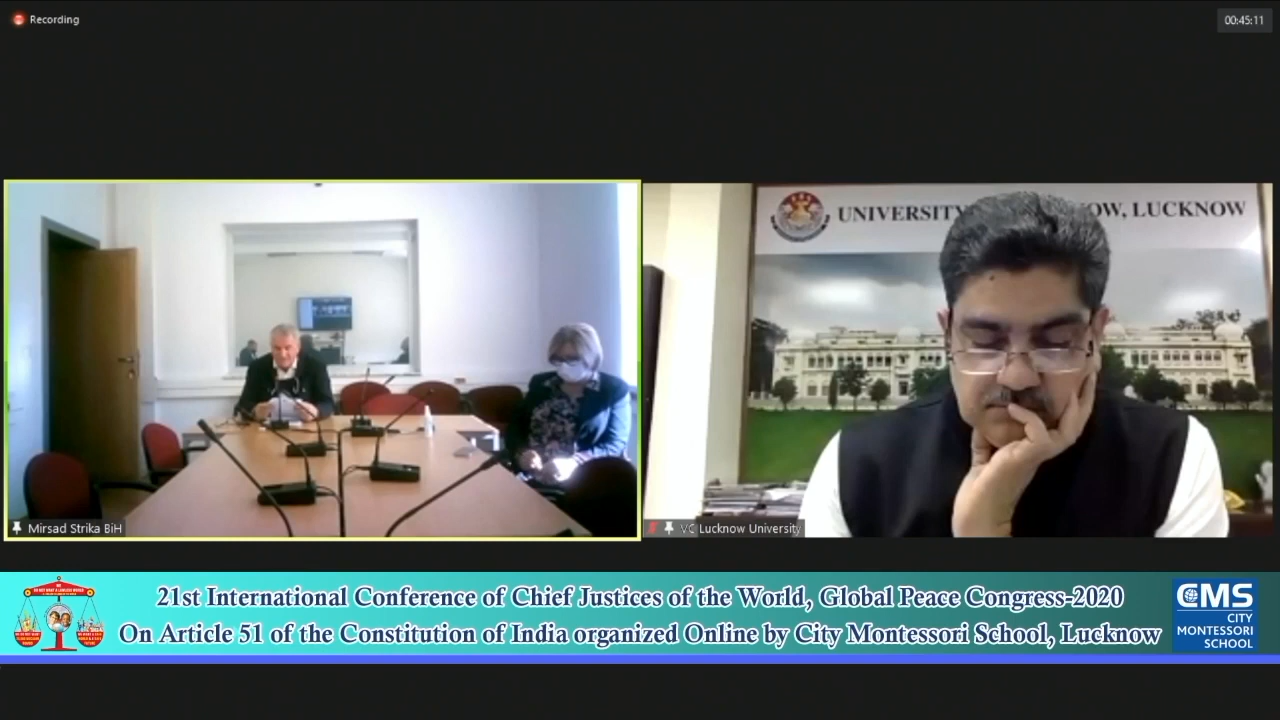 Recording
00:45:11
UNIVERSITY OW, LUCKNOW
Mirsad Strika BiH
VC Lucknow University
21st International Conference of Chief Justices of the World, Global Peace Congress-2020
On Article 51 of the Constitution of India organized Online by City Montessori School, Lucknow
CMS
CITY
MONTESSORI
SCHOOL